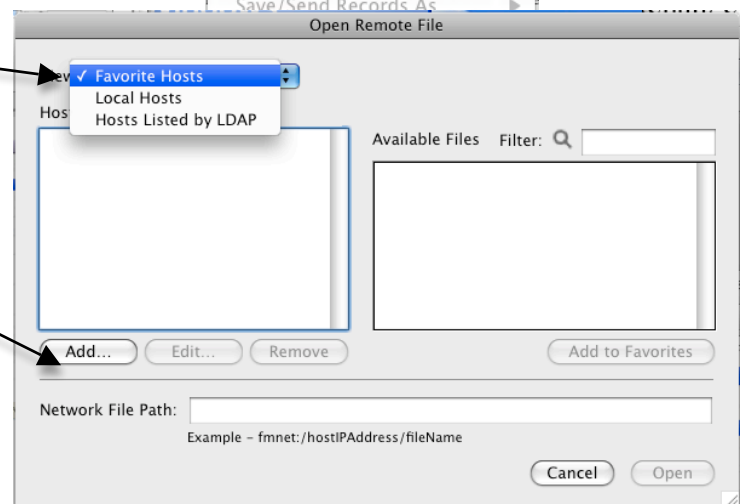 Save/Send Records As
Open Remote File
✓ Favorite Hosts
Local Hosts
Hosts Listed by LDAP
Available Files Filter:
Add... Edit... Remove Add to Favorites
Network File Path:
Example – fmnet:/hostIPAddress/fileName
Cancel Open